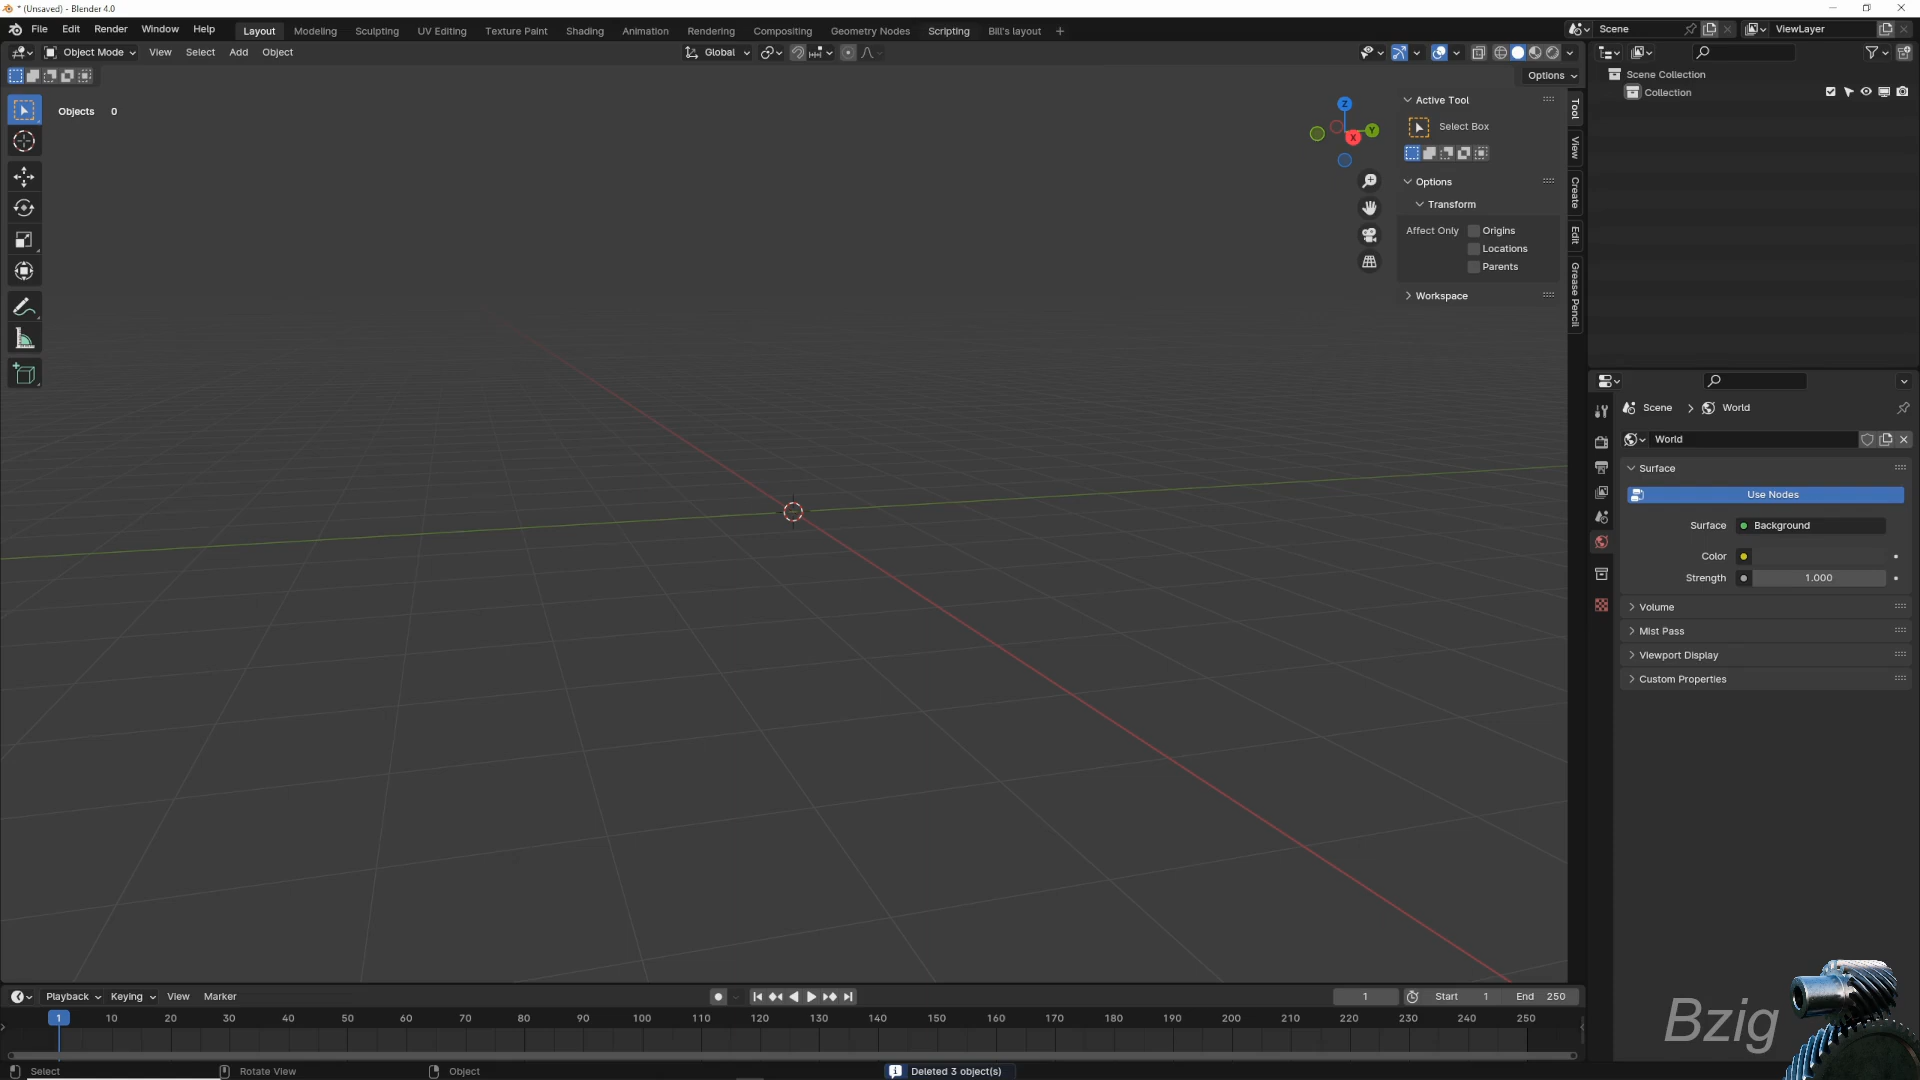 * (Unsaved) - Blender 4.0
File Edit Render Window Help Layout Modeling Sculpting UV Editing Texture Paint Shading Animation Rendering Compositing Geometry Nodes Scripting Bill's layout + Scene ViewLayer
Object Mode View Select Add Object Global
Options
Objects 0
Z
Y
X
Active Tool
Select Box
Options
Transform
Affect Only Origins
Locations
Parents
Workspace
Tool
View
Create
Edit
Grease Pencil
Scene Collection
Collection
Scene > World
World
Surface
Use Nodes
Surface Background
Color
Strength 1.000
Volume
Mist Pass
Viewport Display
Custom Properties
Playback Keying View Marker 1 Start 1 End 250
1 10 20 30 40 50 60 70 80 90 100 110 120 130 140 150 160 170 180 190 200 210 220 230 240 250
Select Rotate View Object Deleted 3 object(s)
Bzig